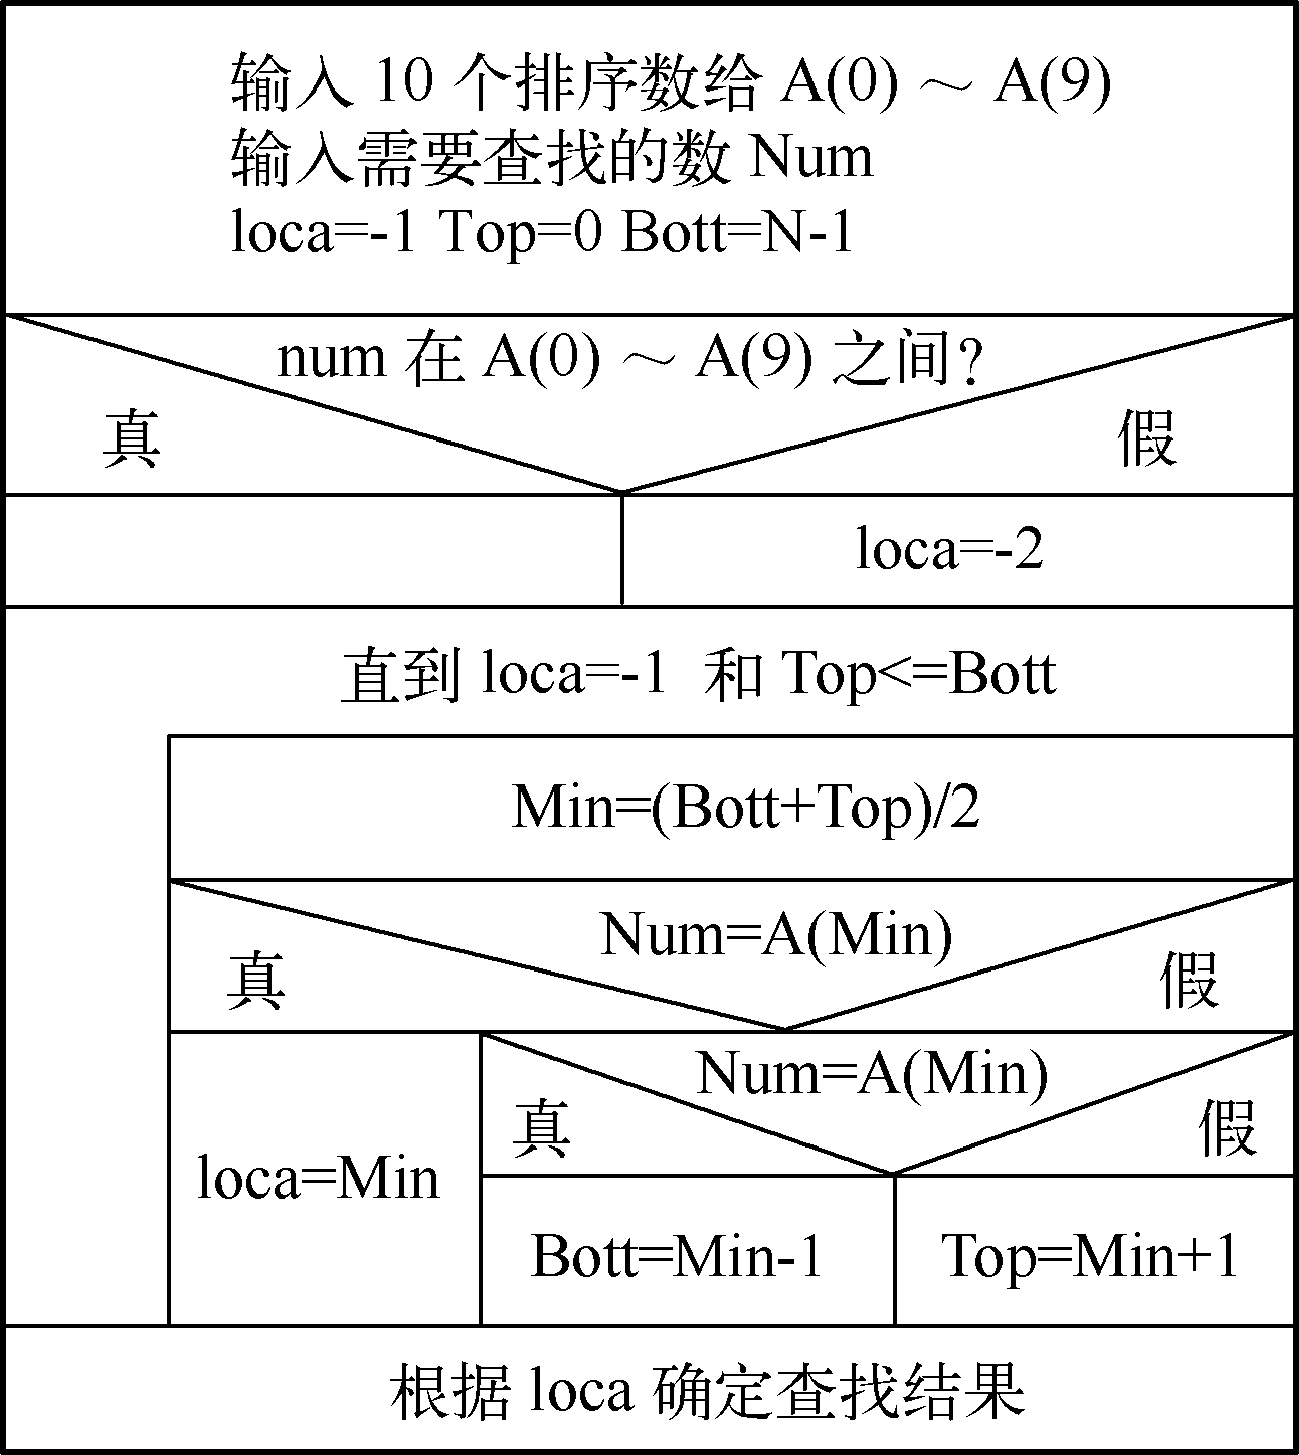 输入 10 个排序数给 A(0) ～ A(9)
输入需要查找的数 Num
loca=-1 Top=0 Bott=N-1
num 在 A(0) ～ A(9) 之间?
真
假
loca=-2
直到 loca=-1 和 Top<=Bott
Min=(Bott+Top)/2
Num=A(Min)
真
假
Num=A(Min)
真
假
loca=Min
Bott=Min-1
Top=Min+1
根据 loca 确定查找结果